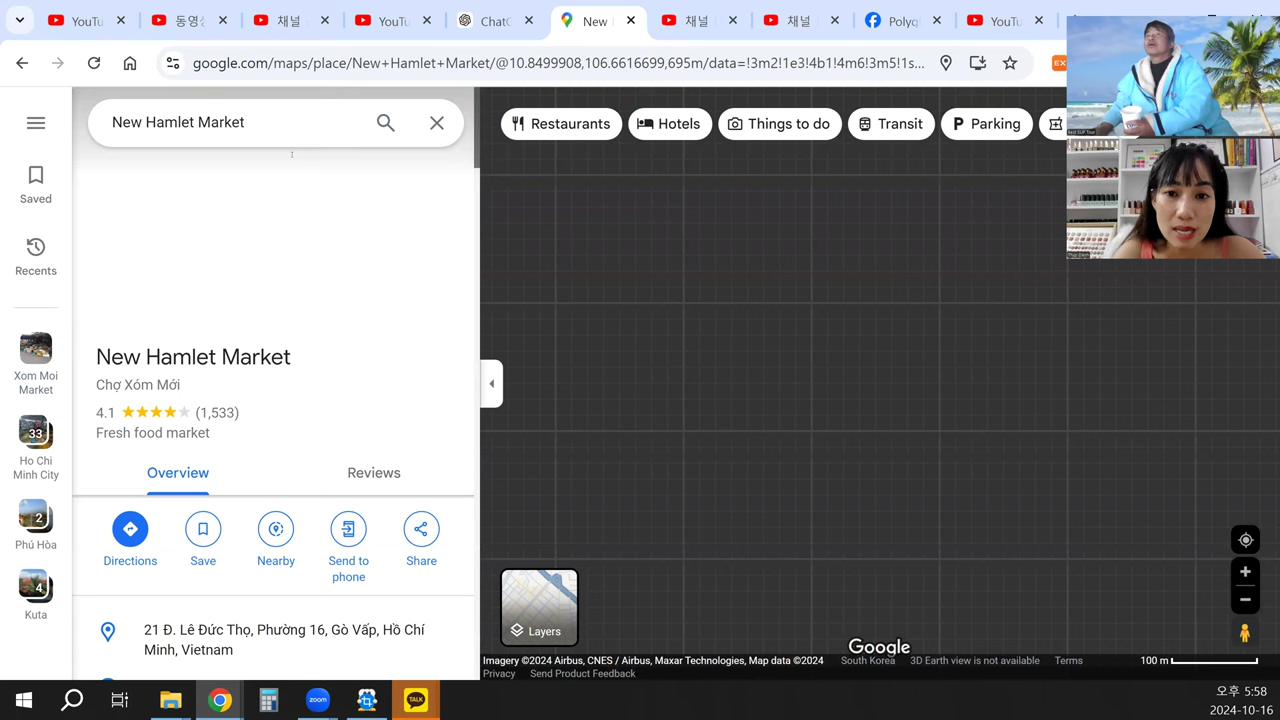 YouTu
동영상
채널
YouTu
ChatG
New
채널
채널
Polyg
YouTu
google.com/maps/place/New+Hamlet+Market/@10.8499908,106.6616699,695m/data=!3m2!1e3!4b1!4m6!3m5!1s...
New Hamlet Market
Restaurants
Hotels
Things to do
Transit
Parking
Saved
Recents
Xom Moi
Market
33
Ho Chi
Minh City
2
Phú Hòa
4
Kuta
New Hamlet Market
Chợ Xóm Mới
4.1 (1,533)
Fresh food market
Overview
Reviews
Directions
Save
Nearby
Send to
phone
Share
21 Đ. Lê Đức Thọ, Phường 16, Gò Vấp, Hồ Chí
Minh, Vietnam
Layers
Google
Imagery ©2024 Airbus, CNES / Airbus, Maxar Technologies, Map data ©2024
South Korea
3D Earth view is not available
Terms
100 m
Privacy
Send Product Feedback
zoom
TALK
오후 5:58
2024-10-16